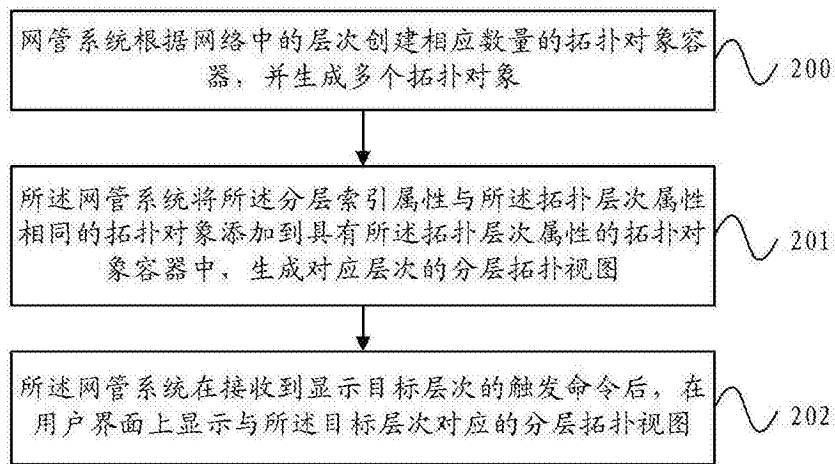 网管系统根据网络中的层次创建相应数量的拓扑对象容
器，并生成多个拓扑对象
200
所述网管系统将所述分层索引属性与所述拓扑层次属性
相同的拓扑对象添加到具有所述拓扑层次属性的拓扑对
象容器中，生成对应层次的分层拓扑视图
201
所述网管系统在接收到显示目标层次的触发命令后，在
用户界面上显示与所述目标层次对应的分层拓扑视图
202